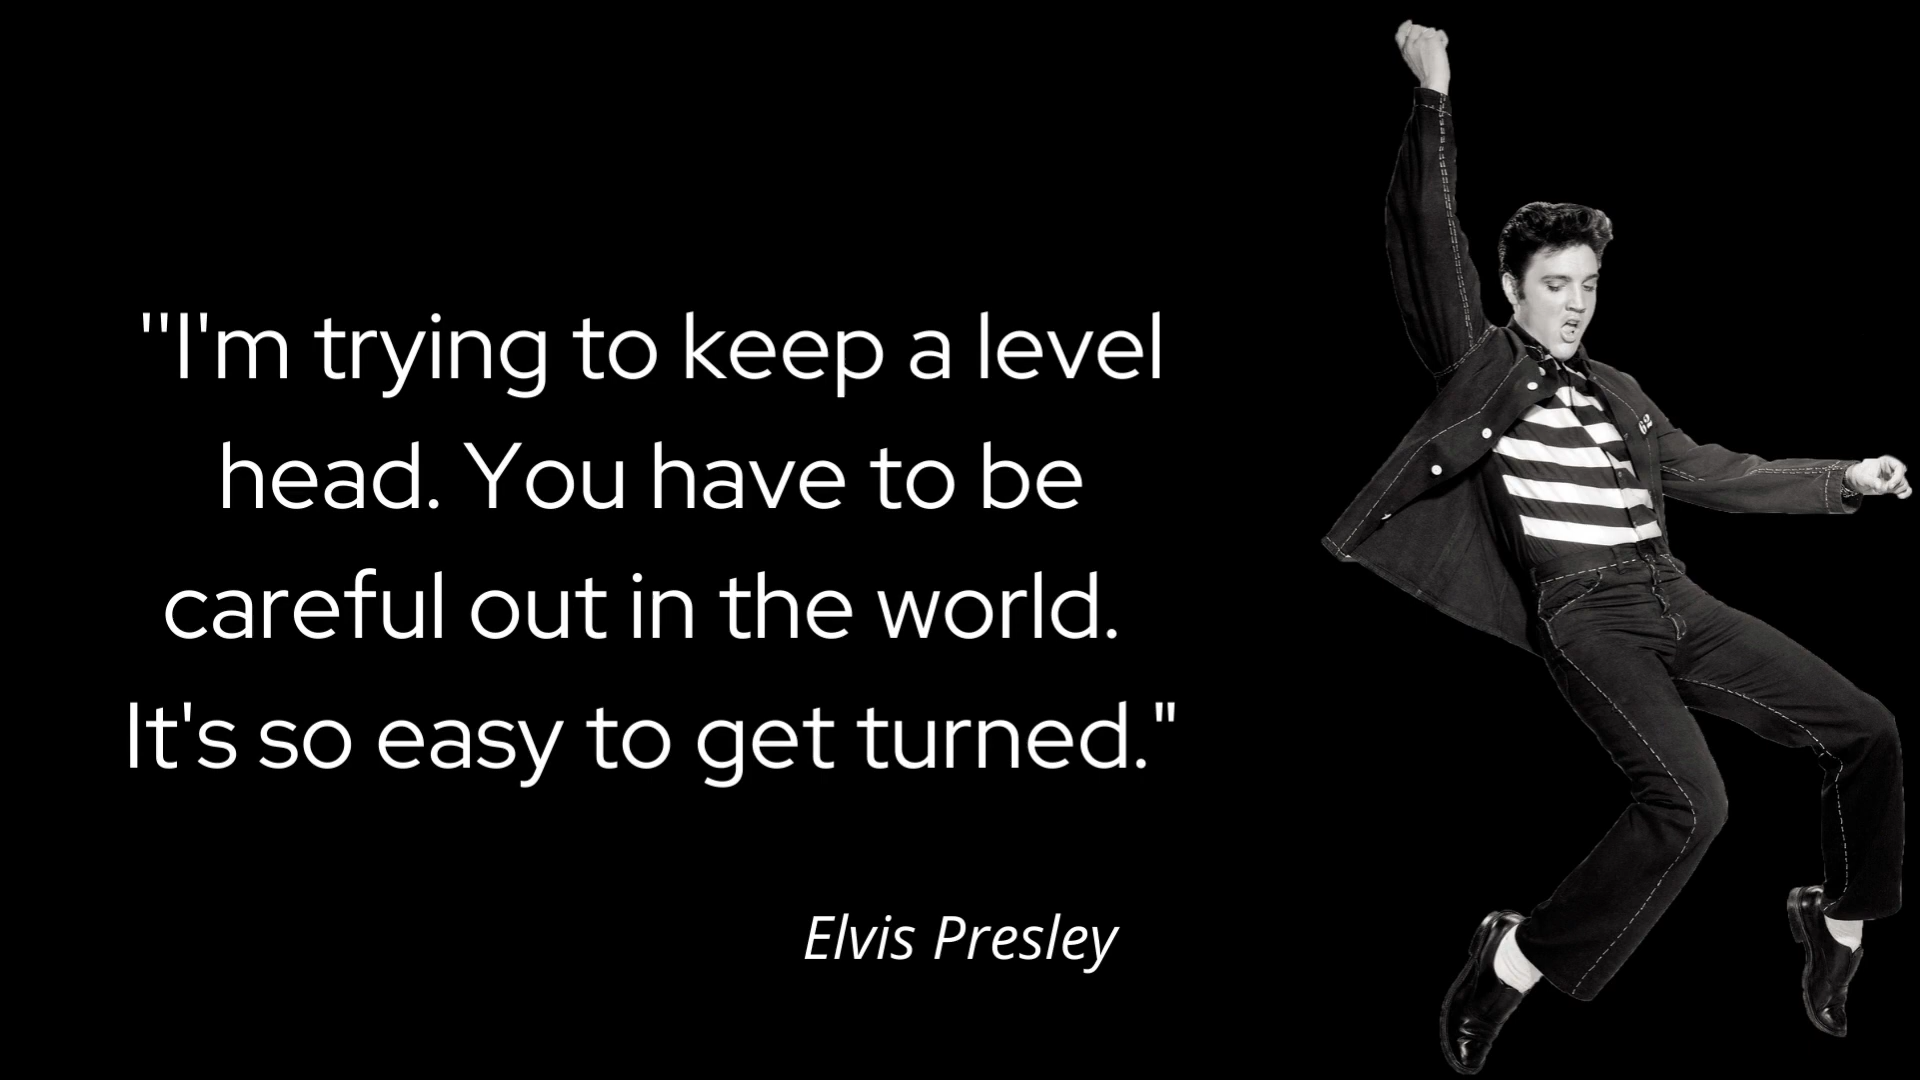 "I'm trying to keep a level
head. You have to be
careful out in the world.
It's so easy to get turned."
Elvis Presley
62